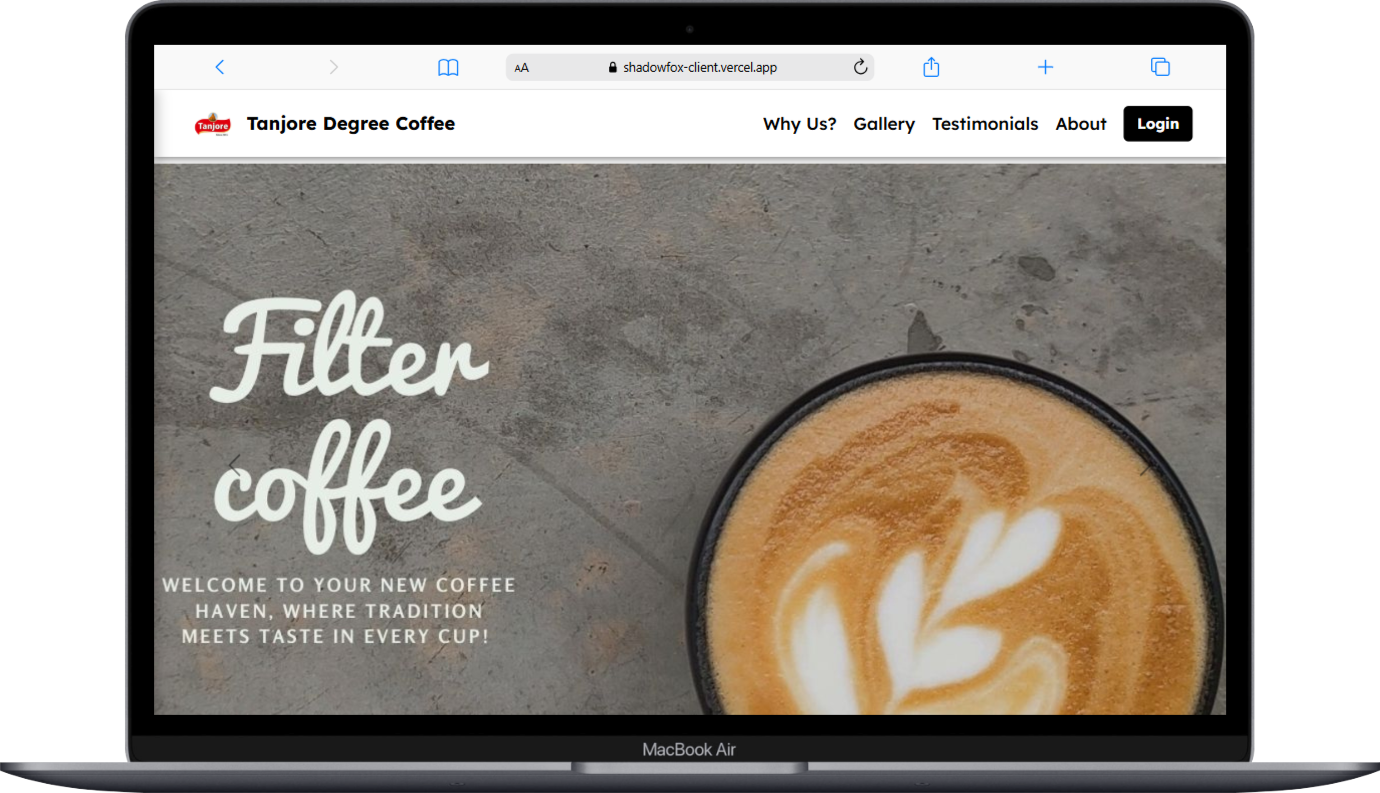 AA shadowfox-client.vercel.app
Tanjore Tanjore Degree Coffee Why Us? Gallery Testimonials About Login
Filter
coffee
WELCOME TO YOUR NEW COFFEE
HAVEN, WHERE TRADITION
MEETS TASTE IN EVERY CUP!
MacBook Air